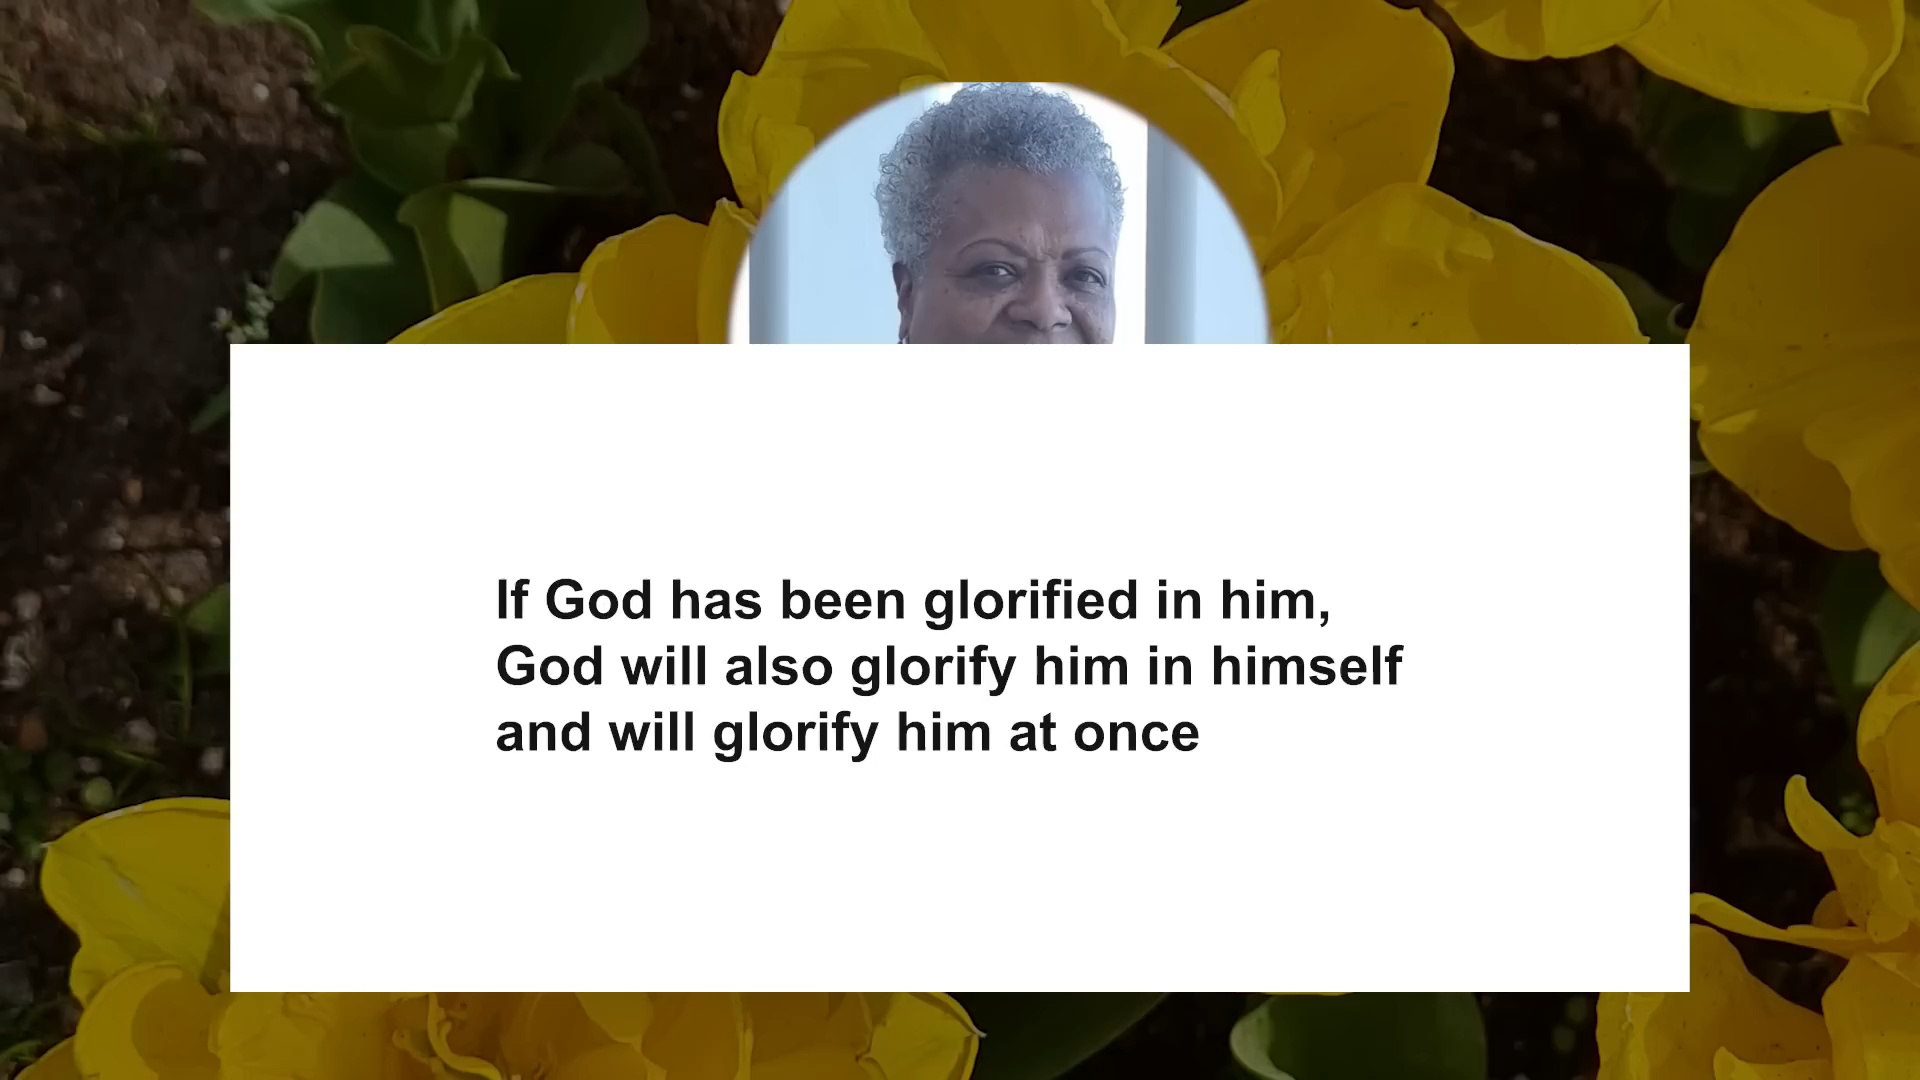 If God has been glorified in him,
God will also glorify him in himself
and will glorify him at once